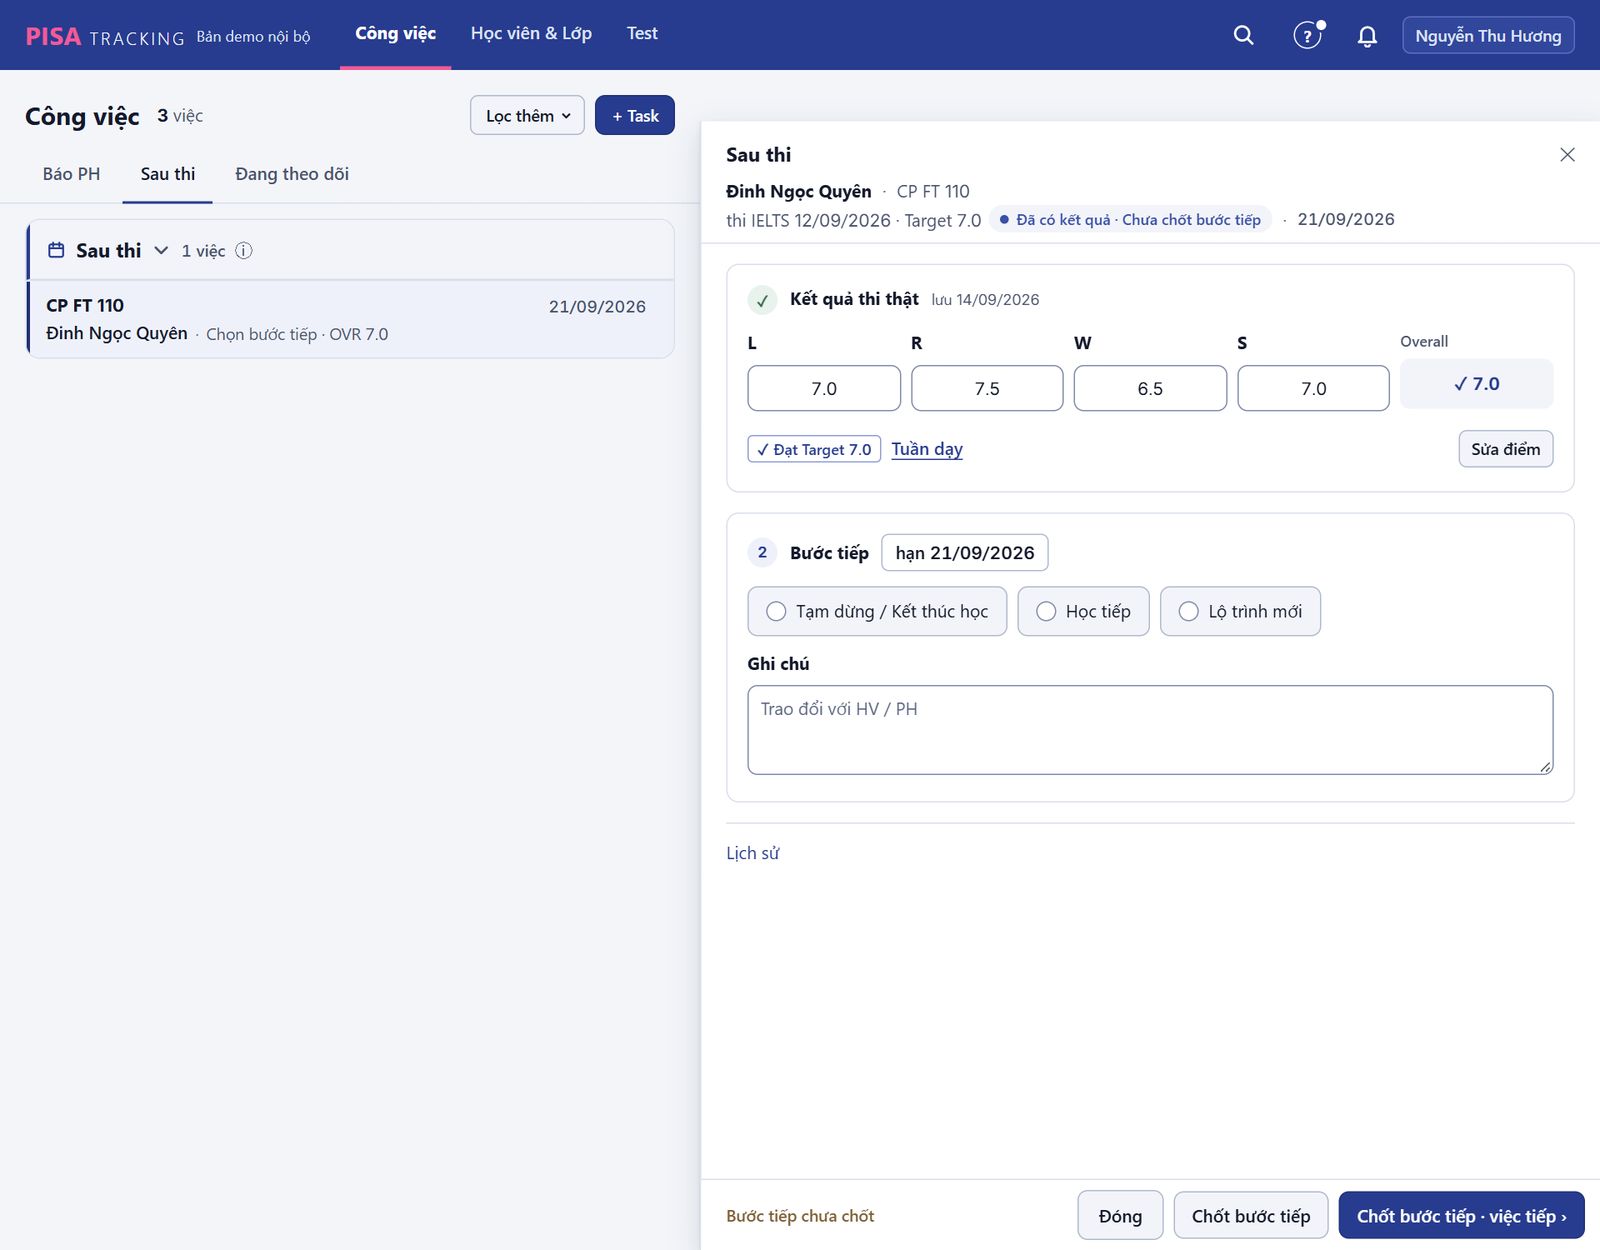 PISA TRACKING Bản demo nội bộ Công việc Học viên & Lớp Test ? Nguyễn Thu Hương
Công việc 3 việc Lọc thêm + Task
Báo PH Sau thi Đang theo dõi
Sau thi 1 việc i
CP FT 110 21/09/2026
Đinh Ngọc Quyên · Chọn bước tiếp · OVR 7.0
Sau thi
Đinh Ngọc Quyên · CP FT 110
thi IELTS 12/09/2026 · Target 7.0 Đã có kết quả · Chưa chốt bước tiếp · 21/09/2026
✓ Kết quả thi thật lưu 14/09/2026
L R W S Overall
7.0 7.5 6.5 7.0 ✓ 7.0
✓ Đạt Target 7.0 Tuần dạy Sửa điểm
2 Bước tiếp hạn 21/09/2026
Tạm dừng / Kết thúc học Học tiếp Lộ trình mới
Ghi chú
Trao đổi với HV / PH
Lịch sử
Bước tiếp chưa chốt Đóng Chốt bước tiếp Chốt bước tiếp · việc tiếp ›